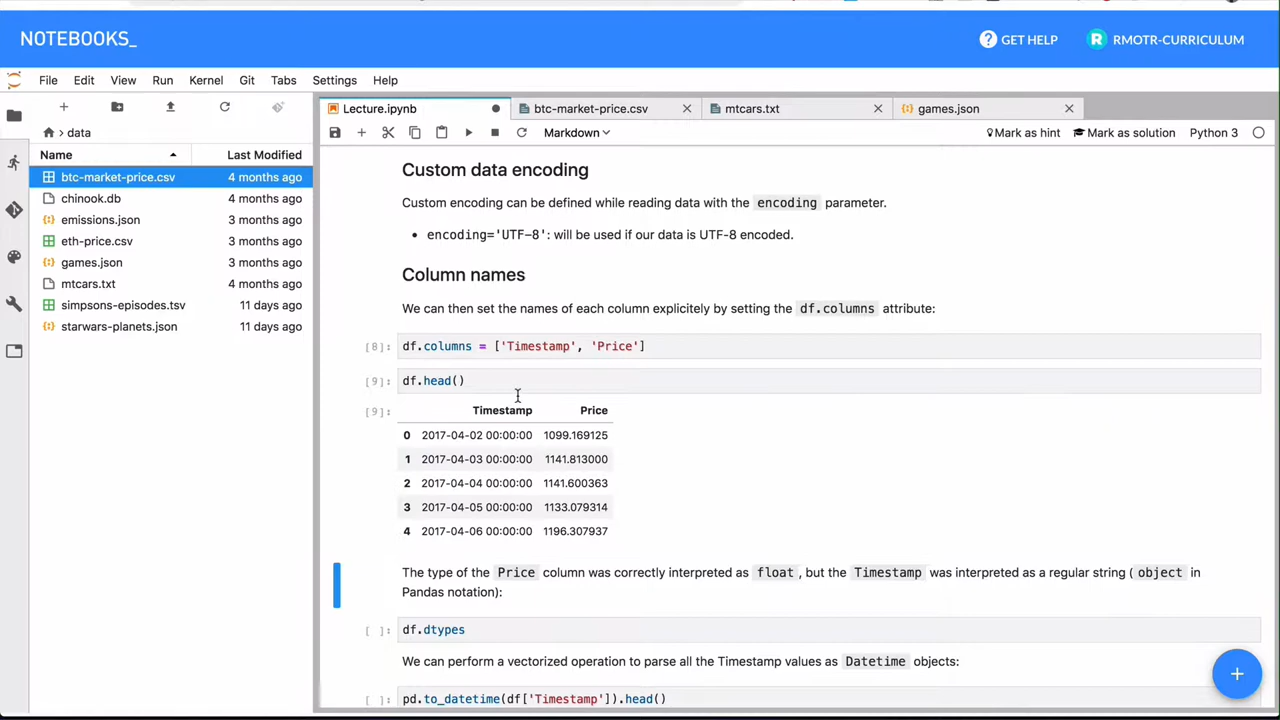 NOTEBOOKS_
GET HELP
R RMOTR-CURRICULUM
File Edit View Run Kernel Git Tabs Settings Help
Lecture.ipynb
btc-market-price.csv
mtcars.txt
games.json
data
Markdown
Mark as hint
Mark as solution
Python 3
Name Last Modified
btc-market-price.csv 4 months ago
chinook.db 4 months ago
emissions.json 3 months ago
eth-price.csv 3 months ago
games.json 3 months ago
mtcars.txt 4 months ago
simpsons-episodes.tsv 11 days ago
starwars-planets.json 11 days ago
Custom data encoding
Custom encoding can be defined while reading data with the encoding parameter.
• encoding='UTF-8': will be used if our data is UTF-8 encoded.
Column names
We can then set the names of each column explicitely by setting the df.columns attribute:
[8]: df.columns = ['Timestamp', 'Price']
[9]: df.head()
[9]: Timestamp Price
0 2017-04-02 00:00:00 1099.169125
1 2017-04-03 00:00:00 1141.813000
2 2017-04-04 00:00:00 1141.600363
3 2017-04-05 00:00:00 1133.079314
4 2017-04-06 00:00:00 1196.307937
The type of the Price column was correctly interpreted as float, but the Timestamp was interpreted as a regular string (object in
Pandas notation):
[ ]: df.dtypes
We can perform a vectorized operation to parse all the Timestamp values as Datetime objects:
[ ]: pd.to_datetime(df['Timestamp']).head()